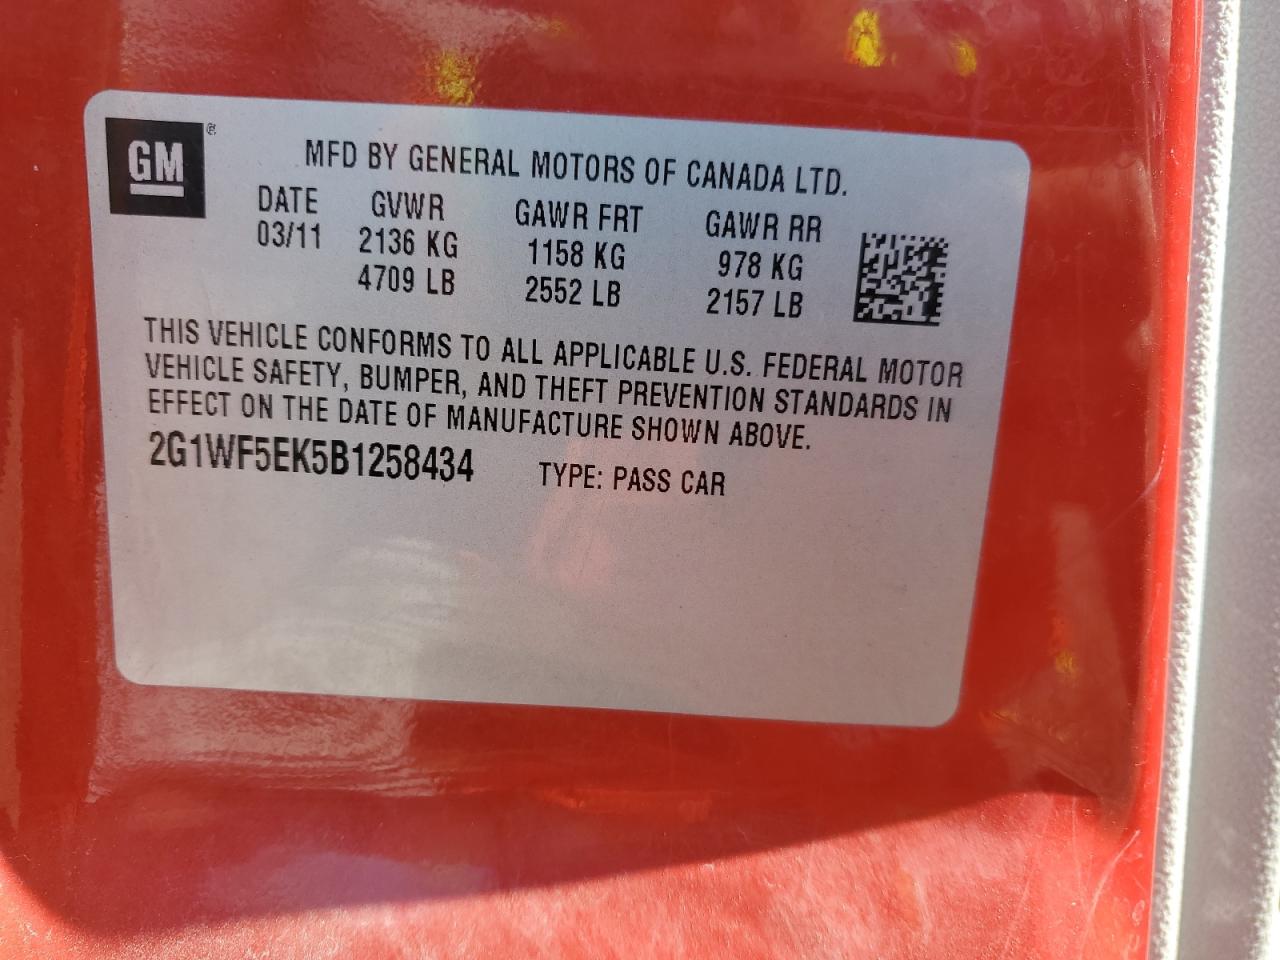 GM
®
MFD BY GENERAL MOTORS OF CANADA LTD.
DATE GVWR GAWR FRT GAWR RR
03/11 2136 KG 1158 KG 978 KG
4709 LB 2552 LB 2157 LB
THIS VEHICLE CONFORMS TO ALL APPLICABLE U.S. FEDERAL MOTOR
VEHICLE SAFETY, BUMPER, AND THEFT PREVENTION STANDARDS IN
EFFECT ON THE DATE OF MANUFACTURE SHOWN ABOVE.
2G1WF5EK5B1258434 TYPE: PASS CAR